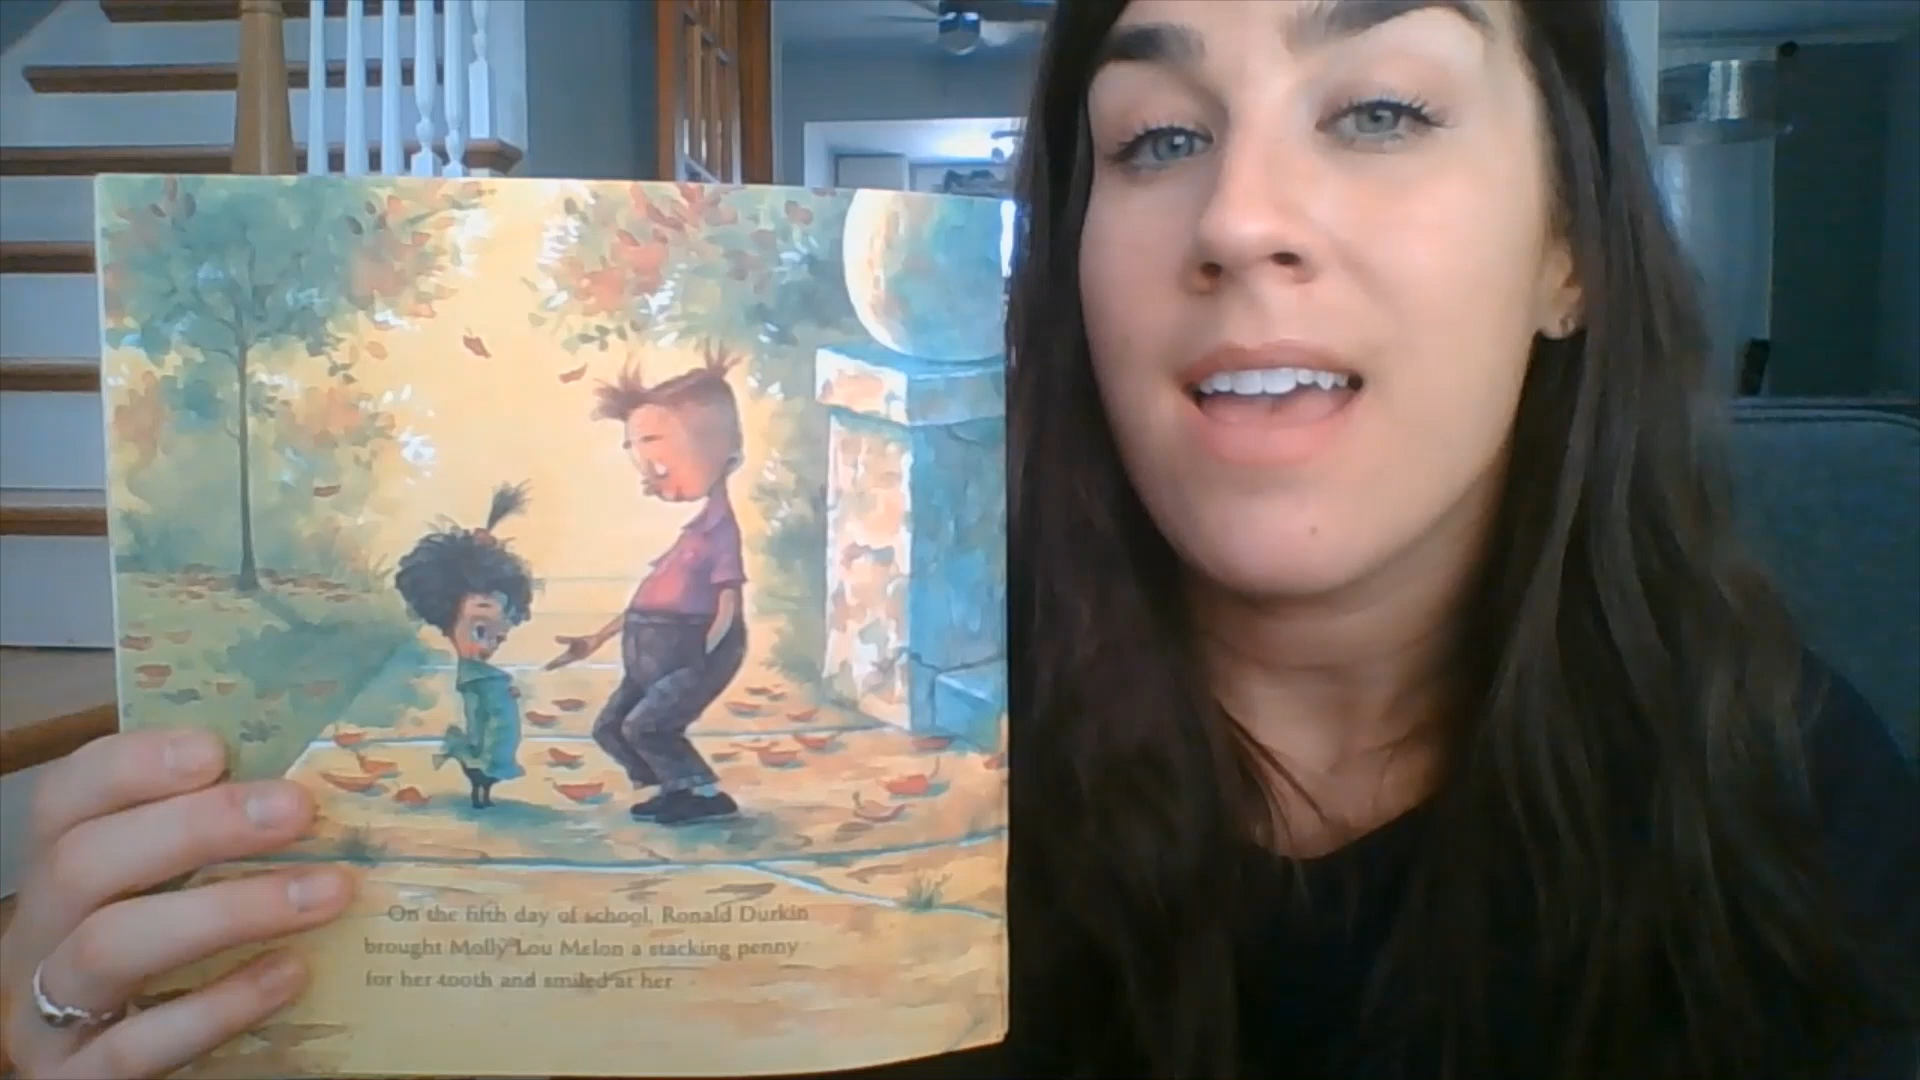 On the fifth day of school, Ronald Durkin
brought Molly Lou Melon a stacking penny
for her tooth and smiled at her